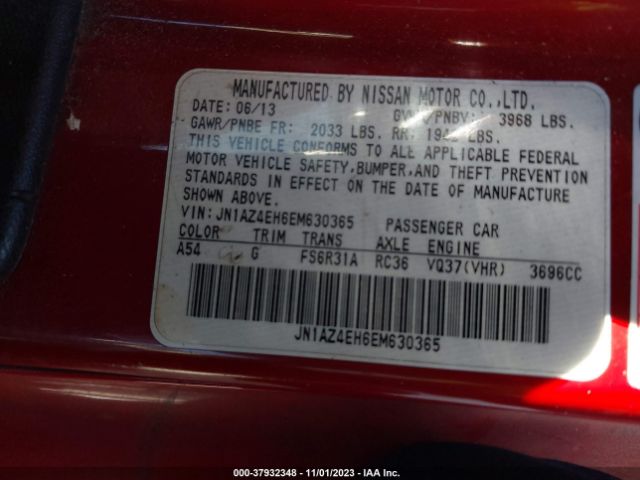 MANUFACTURED BY NISSAN MOTOR CO.,LTD.
DATE: 06/13 GVWR/PNBV: 3968 LBS.
GAWR/PNBE FR: 2033 LBS. RR: LBS.
THIS VEHICLE CONFORMS TO ALL APPLICABLE FEDERAL
MOTOR VEHICLE SAFETY,BUMPER,AND THEFT PREVENTION
STANDARDS IN EFFECT ON THE DATE OF MANUFACTURE
SHOWN ABOVE.
VIN: JN1AZ4EH6EM630365 PASSENGER CAR
COLOR TRIM TRANS AXLE ENGINE
A54 G FS6R31A RC36 VQ37(VHR) 3696CC
JN1AZ4EH6EM630365
000-37932348 - 11/01/2023 - IAA Inc.